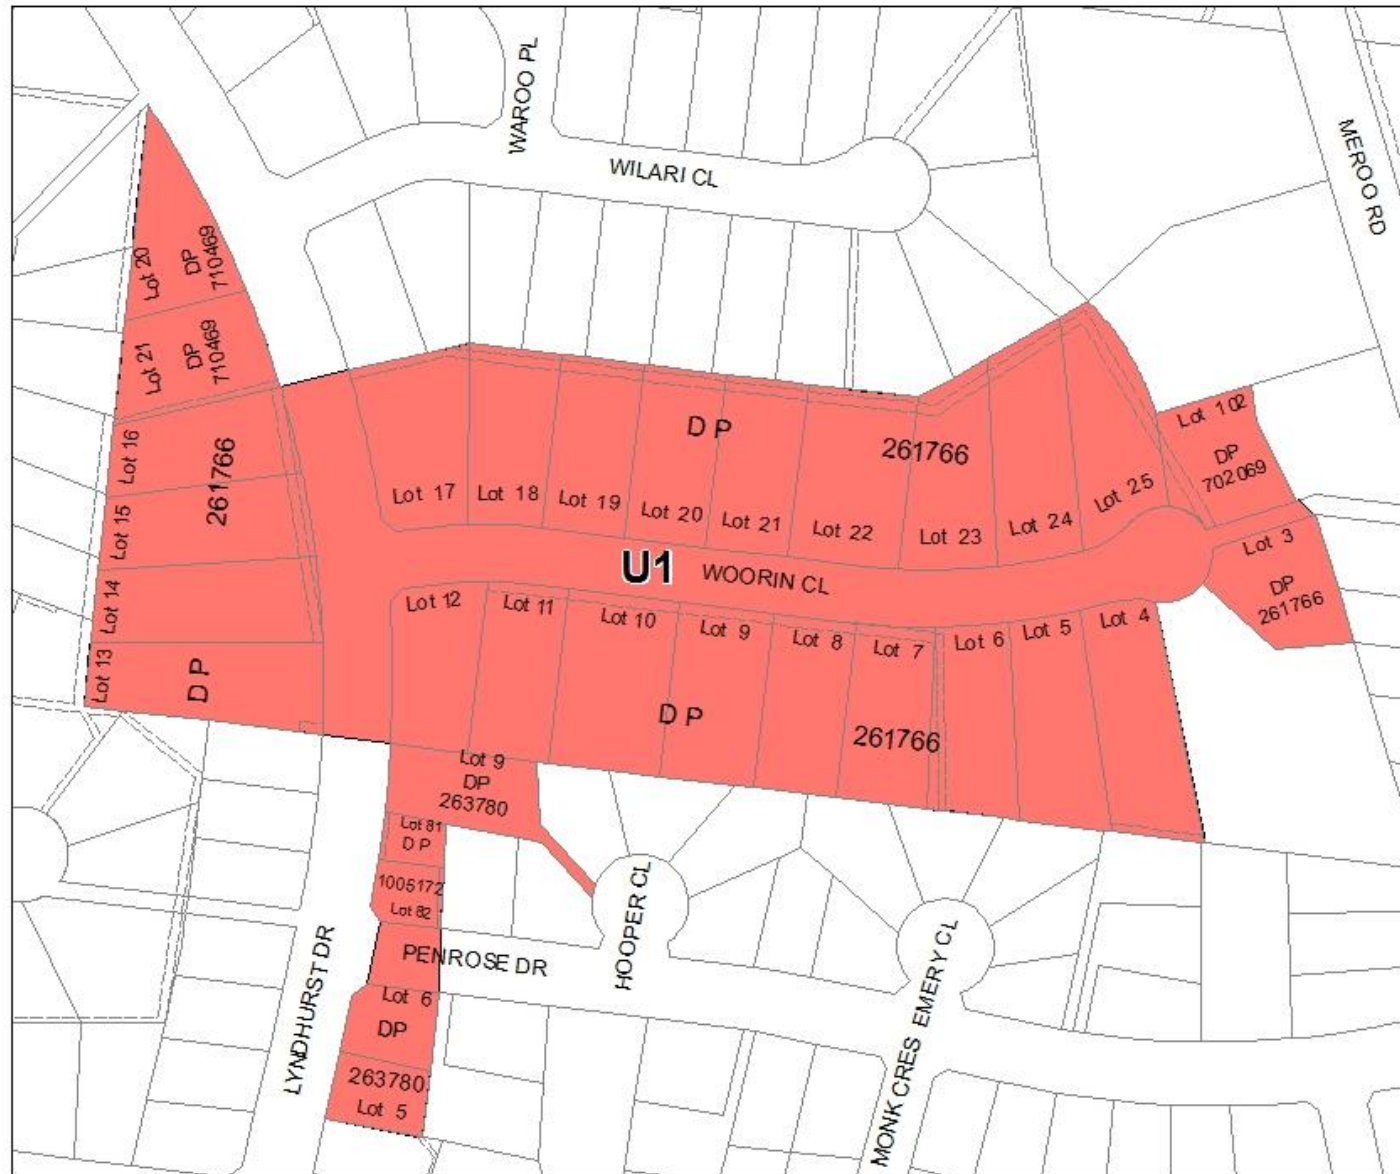 WAROO PL
WILARI CL
MEROO RD
Lot 20
DP
710469
Lot 21
DP
710469
Lot 16
261766
Lot 15
Lot 14
Lot 13
D P
D P
261766
Lot 102
DP
702069
Lot 17
Lot 18
Lot 19
Lot 20
Lot 21
Lot 22
Lot 23
Lot 24
Lot 25
Lot 3
DP
261766
U1
WOORIN CL
Lot 12
Lot 11
Lot 10
Lot 9
Lot 8
Lot 7
Lot 6
Lot 5
Lot 4
D P
261766
Lot 9
DP
263780
Lot 81
D P
1005172
Lot 82
PENROSE DR
HOOPER CL
LYNDHURST DR
Lot 6
DP
263780
Lot 5
EMERY CL
MONK CRES